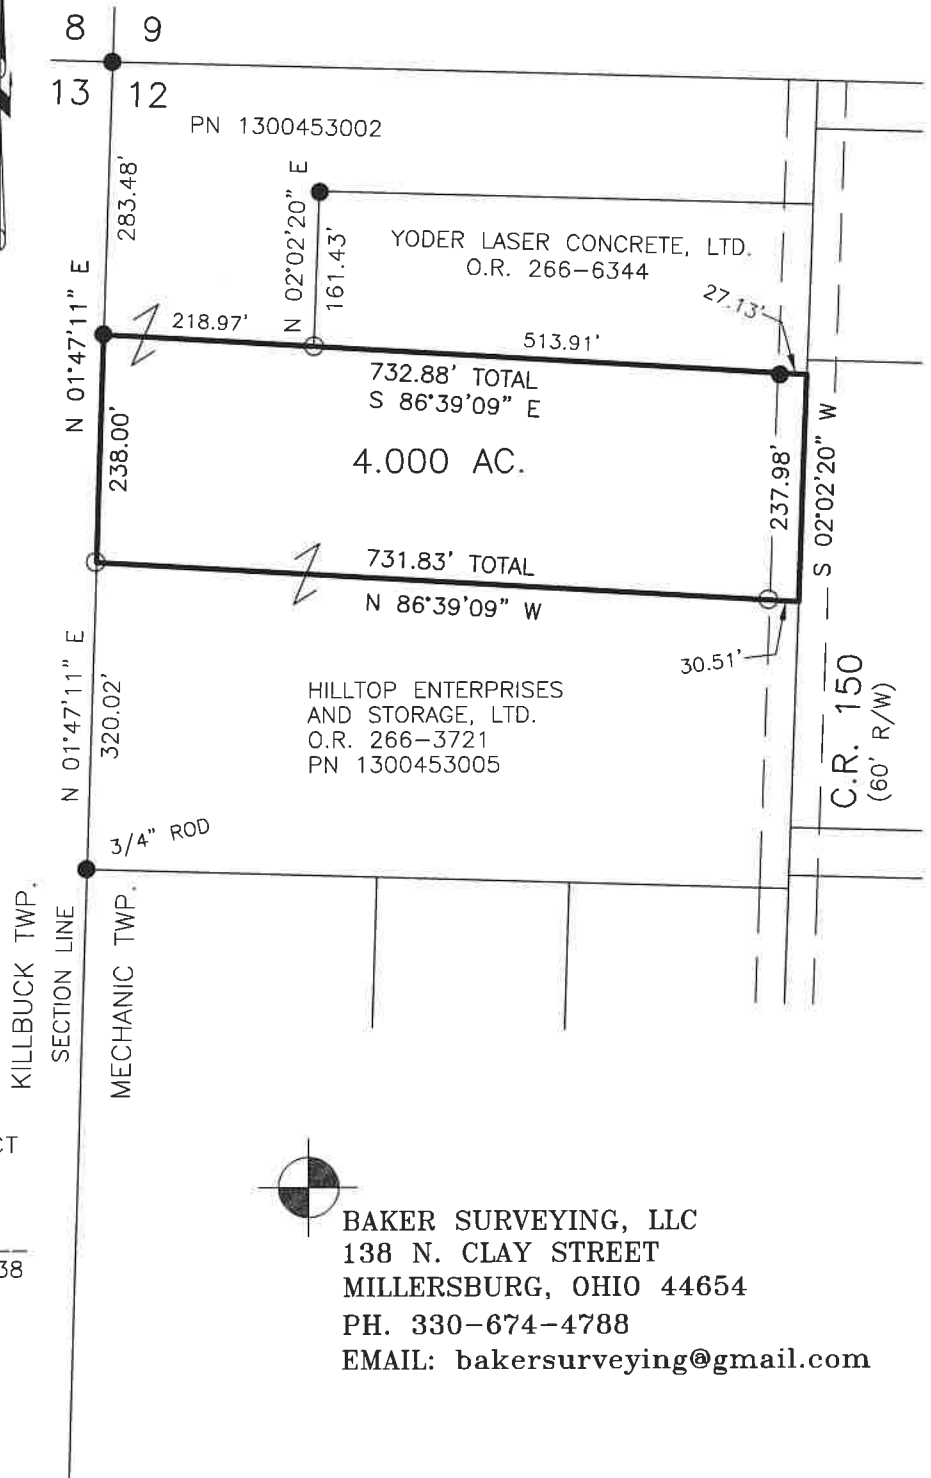 8 9
13 12
PN 1300453002
283.48'
N 02°02'20" E
161.43'
YODER LASER CONCRETE, LTD.
O.R. 266-6344
27.13'
N 01°47'11" E
218.97'
513.91'
732.88' TOTAL
S 86°39'09" E
238.00'
4.000 AC.
237.98'
S 02°02'20" W
731.83' TOTAL
N 86°39'09" W
30.51'
N 01°47'11" E
320.02'
HILLTOP ENTERPRISES
AND STORAGE, LTD.
O.R. 266-3721
PN 1300453005
C.R. 150
(60' R/W)
3/4" ROD
KILLBUCK TWP.
SECTION LINE
MECHANIC TWP.
CT
38
BAKER SURVEYING, LLC
138 N. CLAY STREET
MILLERSBURG, OHIO 44654
PH. 330-674-4788
EMAIL: bakersurveying@gmail.com